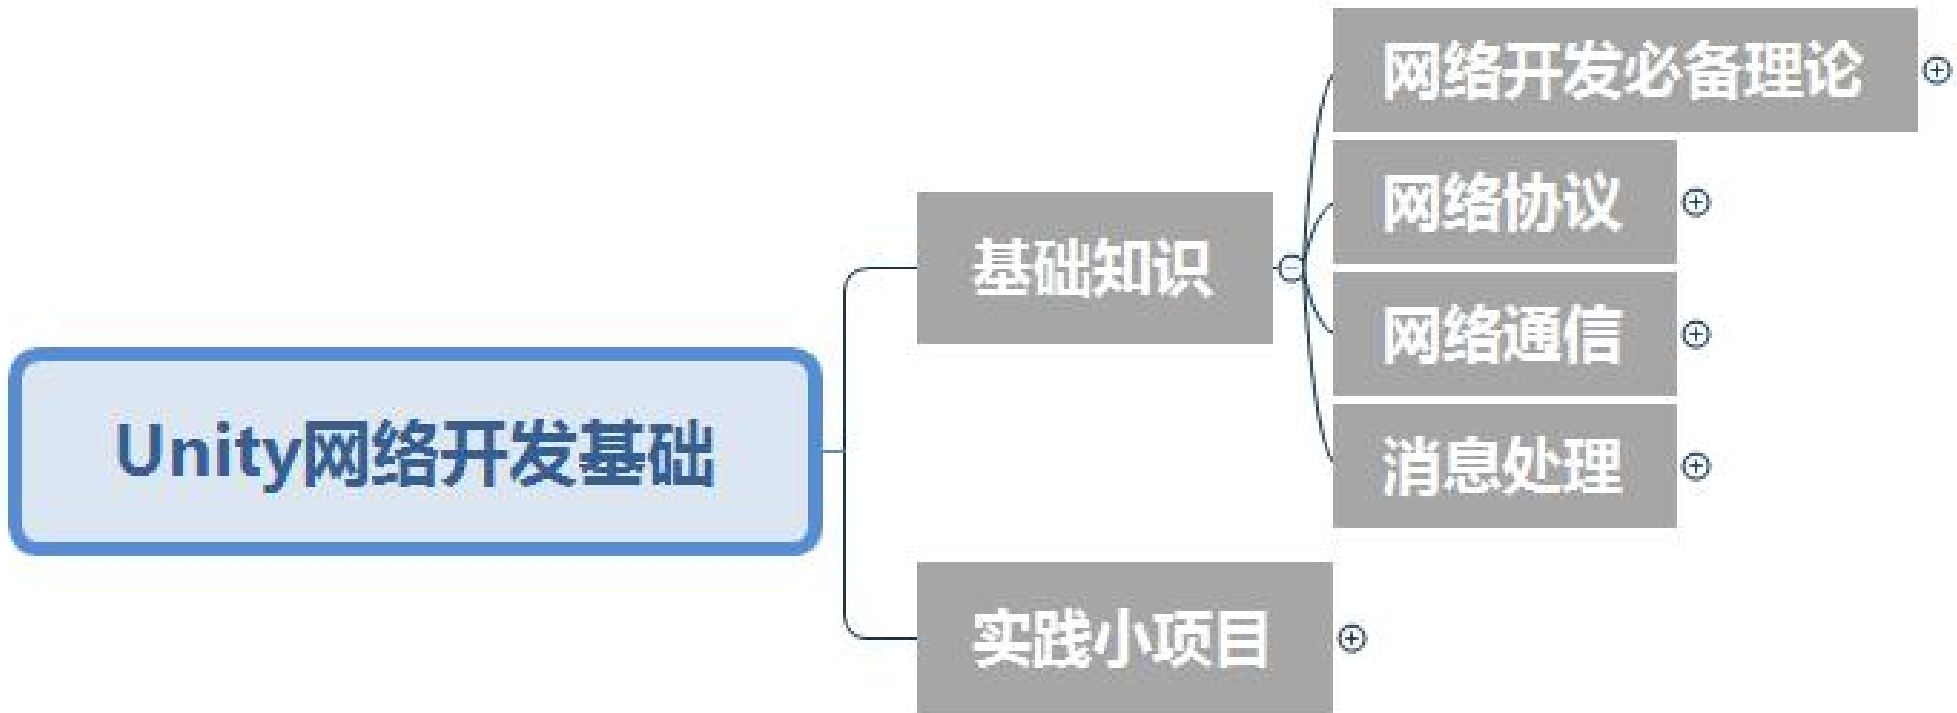 Unity网络开发基础
基础知识
网络开发必备理论
网络协议
网络通信
消息处理
实践小项目